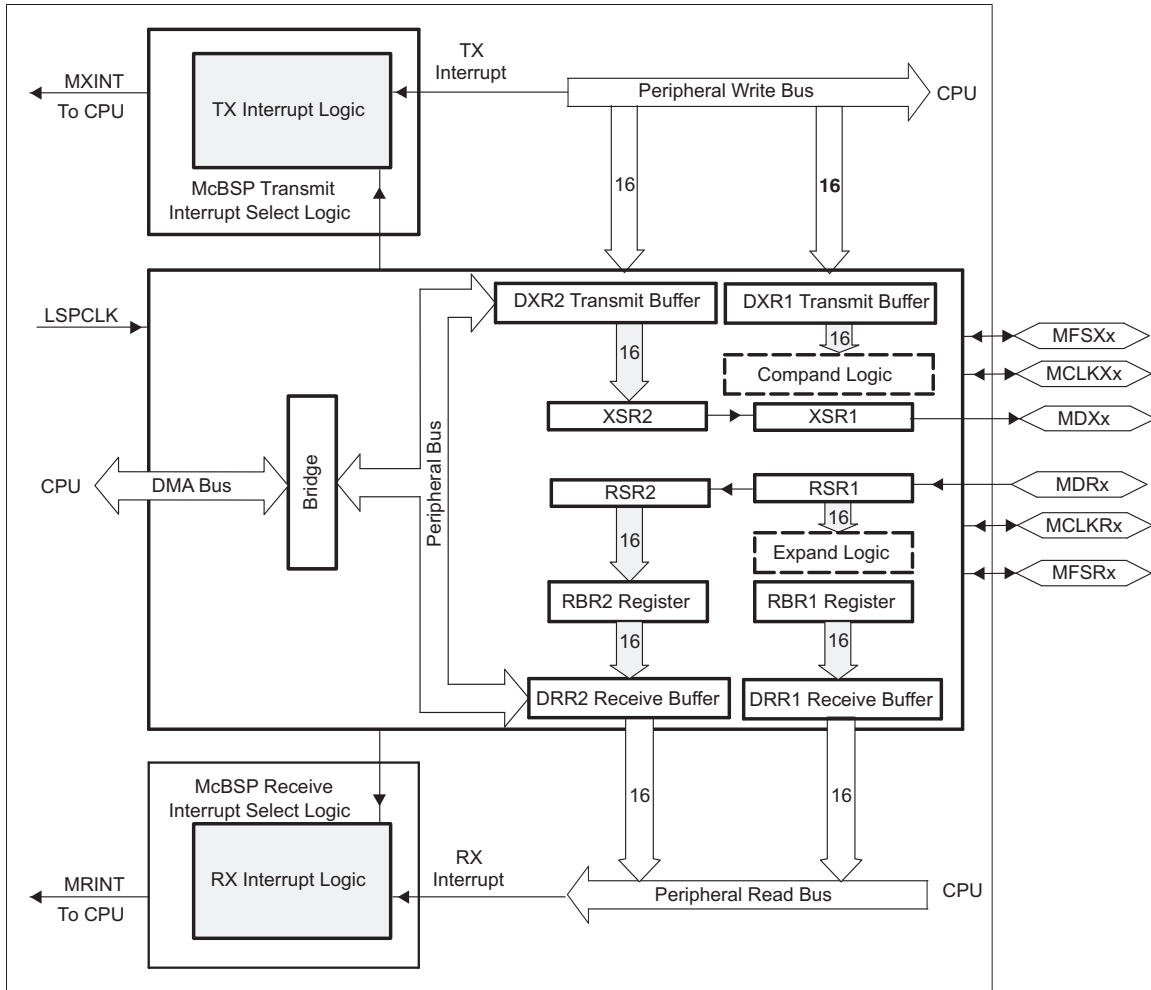 TX
Interrupt
MXINT
To CPU
TX Interrupt Logic
Peripheral Write Bus
CPU
McBSP Transmit
Interrupt Select Logic
16
16
LSPCLK
DXR2 Transmit Buffer
DXR1 Transmit Buffer
16
16
Compand Logic
XSR2
XSR1
MFSXx
MCLKXx
MDXx
CPU
DMA Bus
Bridge
Peripheral Bus
RSR2
RSR1
16
16
Expand Logic
RBR2 Register
RBR1 Register
16
16
DRR2 Receive Buffer
DRR1 Receive Buffer
MDRx
MCLKRx
MFSRx
McBSP Receive
Interrupt Select Logic
16
16
RX Interrupt Logic
RX
Interrupt
MRINT
To CPU
Peripheral Read Bus
CPU